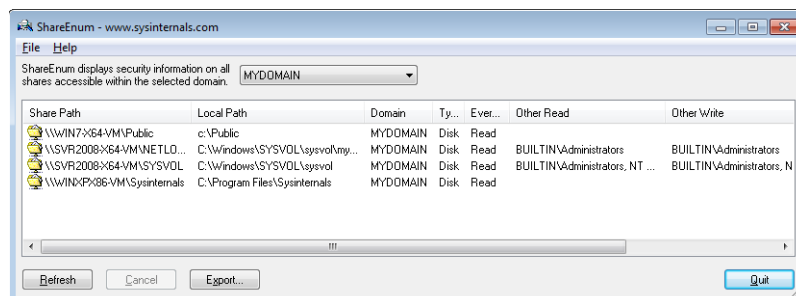 ShareEnum - www.sysinternals.com
File Help
ShareEnum displays security information on all
shares accessible within the selected domain.
MYDOMAIN
Share Path Local Path Domain Ty... Ever... Other Read Other Write
\\WIN7-X64-VM\Public c:\Public MYDOMAIN Disk Read
\\SVR2008-X64-VM\NETLO... C:\Windows\SYSVOL\sysvol\my... MYDOMAIN Disk Read BUILTIN\Administrators BUILTIN\Administrators
\\SVR2008-X64-VM\SYSVOL C:\Windows\SYSVOL\sysvol MYDOMAIN Disk Read BUILTIN\Administrators, NT ... BUILTIN\Administrators, N
\\WINXPX86-VM\Sysinternals C:\Program Files\Sysinternals MYDOMAIN Disk Read
Refresh Cancel Export... Quit